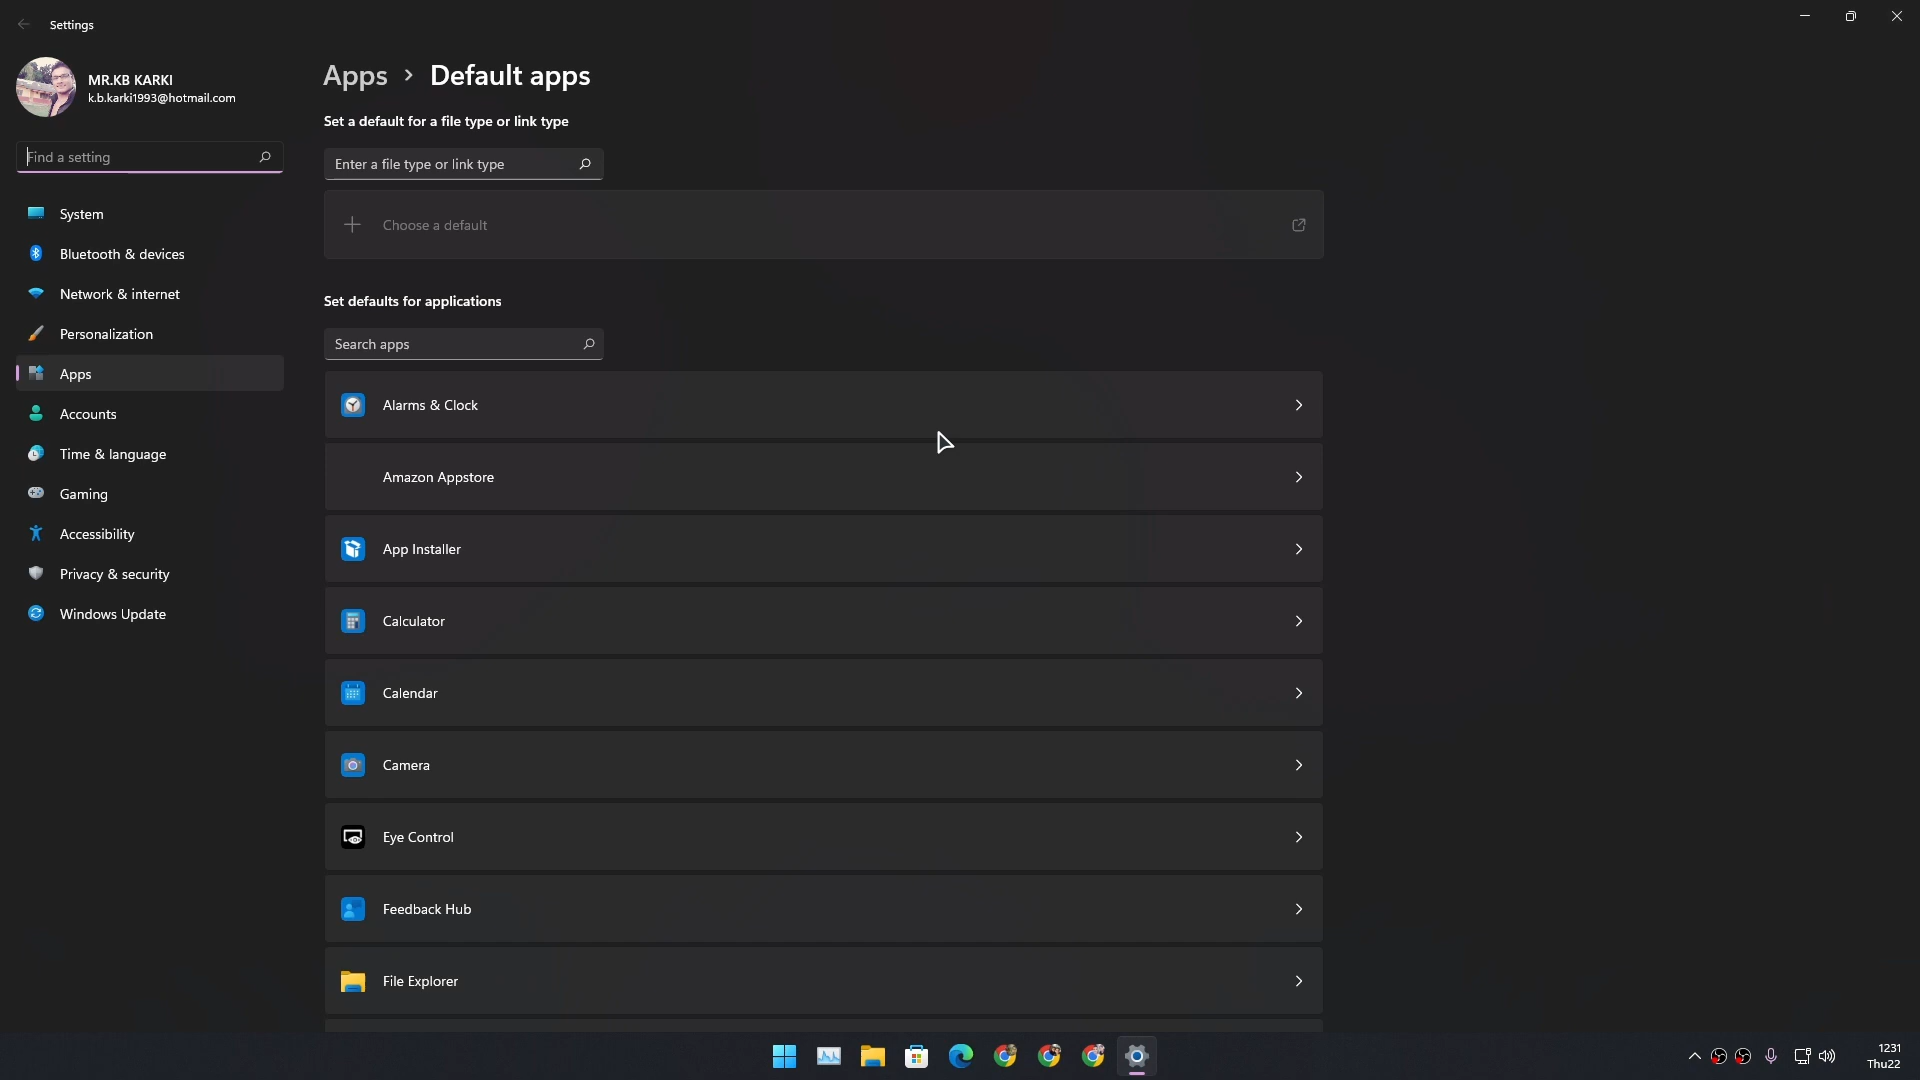 Settings
MR.KB KARKI
k.b.karki1993@hotmail.com
Find a setting
System
Bluetooth & devices
Network & internet
Personalization
Apps
Accounts
Time & language
Gaming
Accessibility
Privacy & security
Windows Update
Apps > Default apps
Set a default for a file type or link type
Enter a file type or link type
Choose a default
Set defaults for applications
Search apps
Alarms & Clock
Amazon Appstore
App Installer
Calculator
Calendar
Camera
Eye Control
Feedback Hub
File Explorer
1231
Thu22